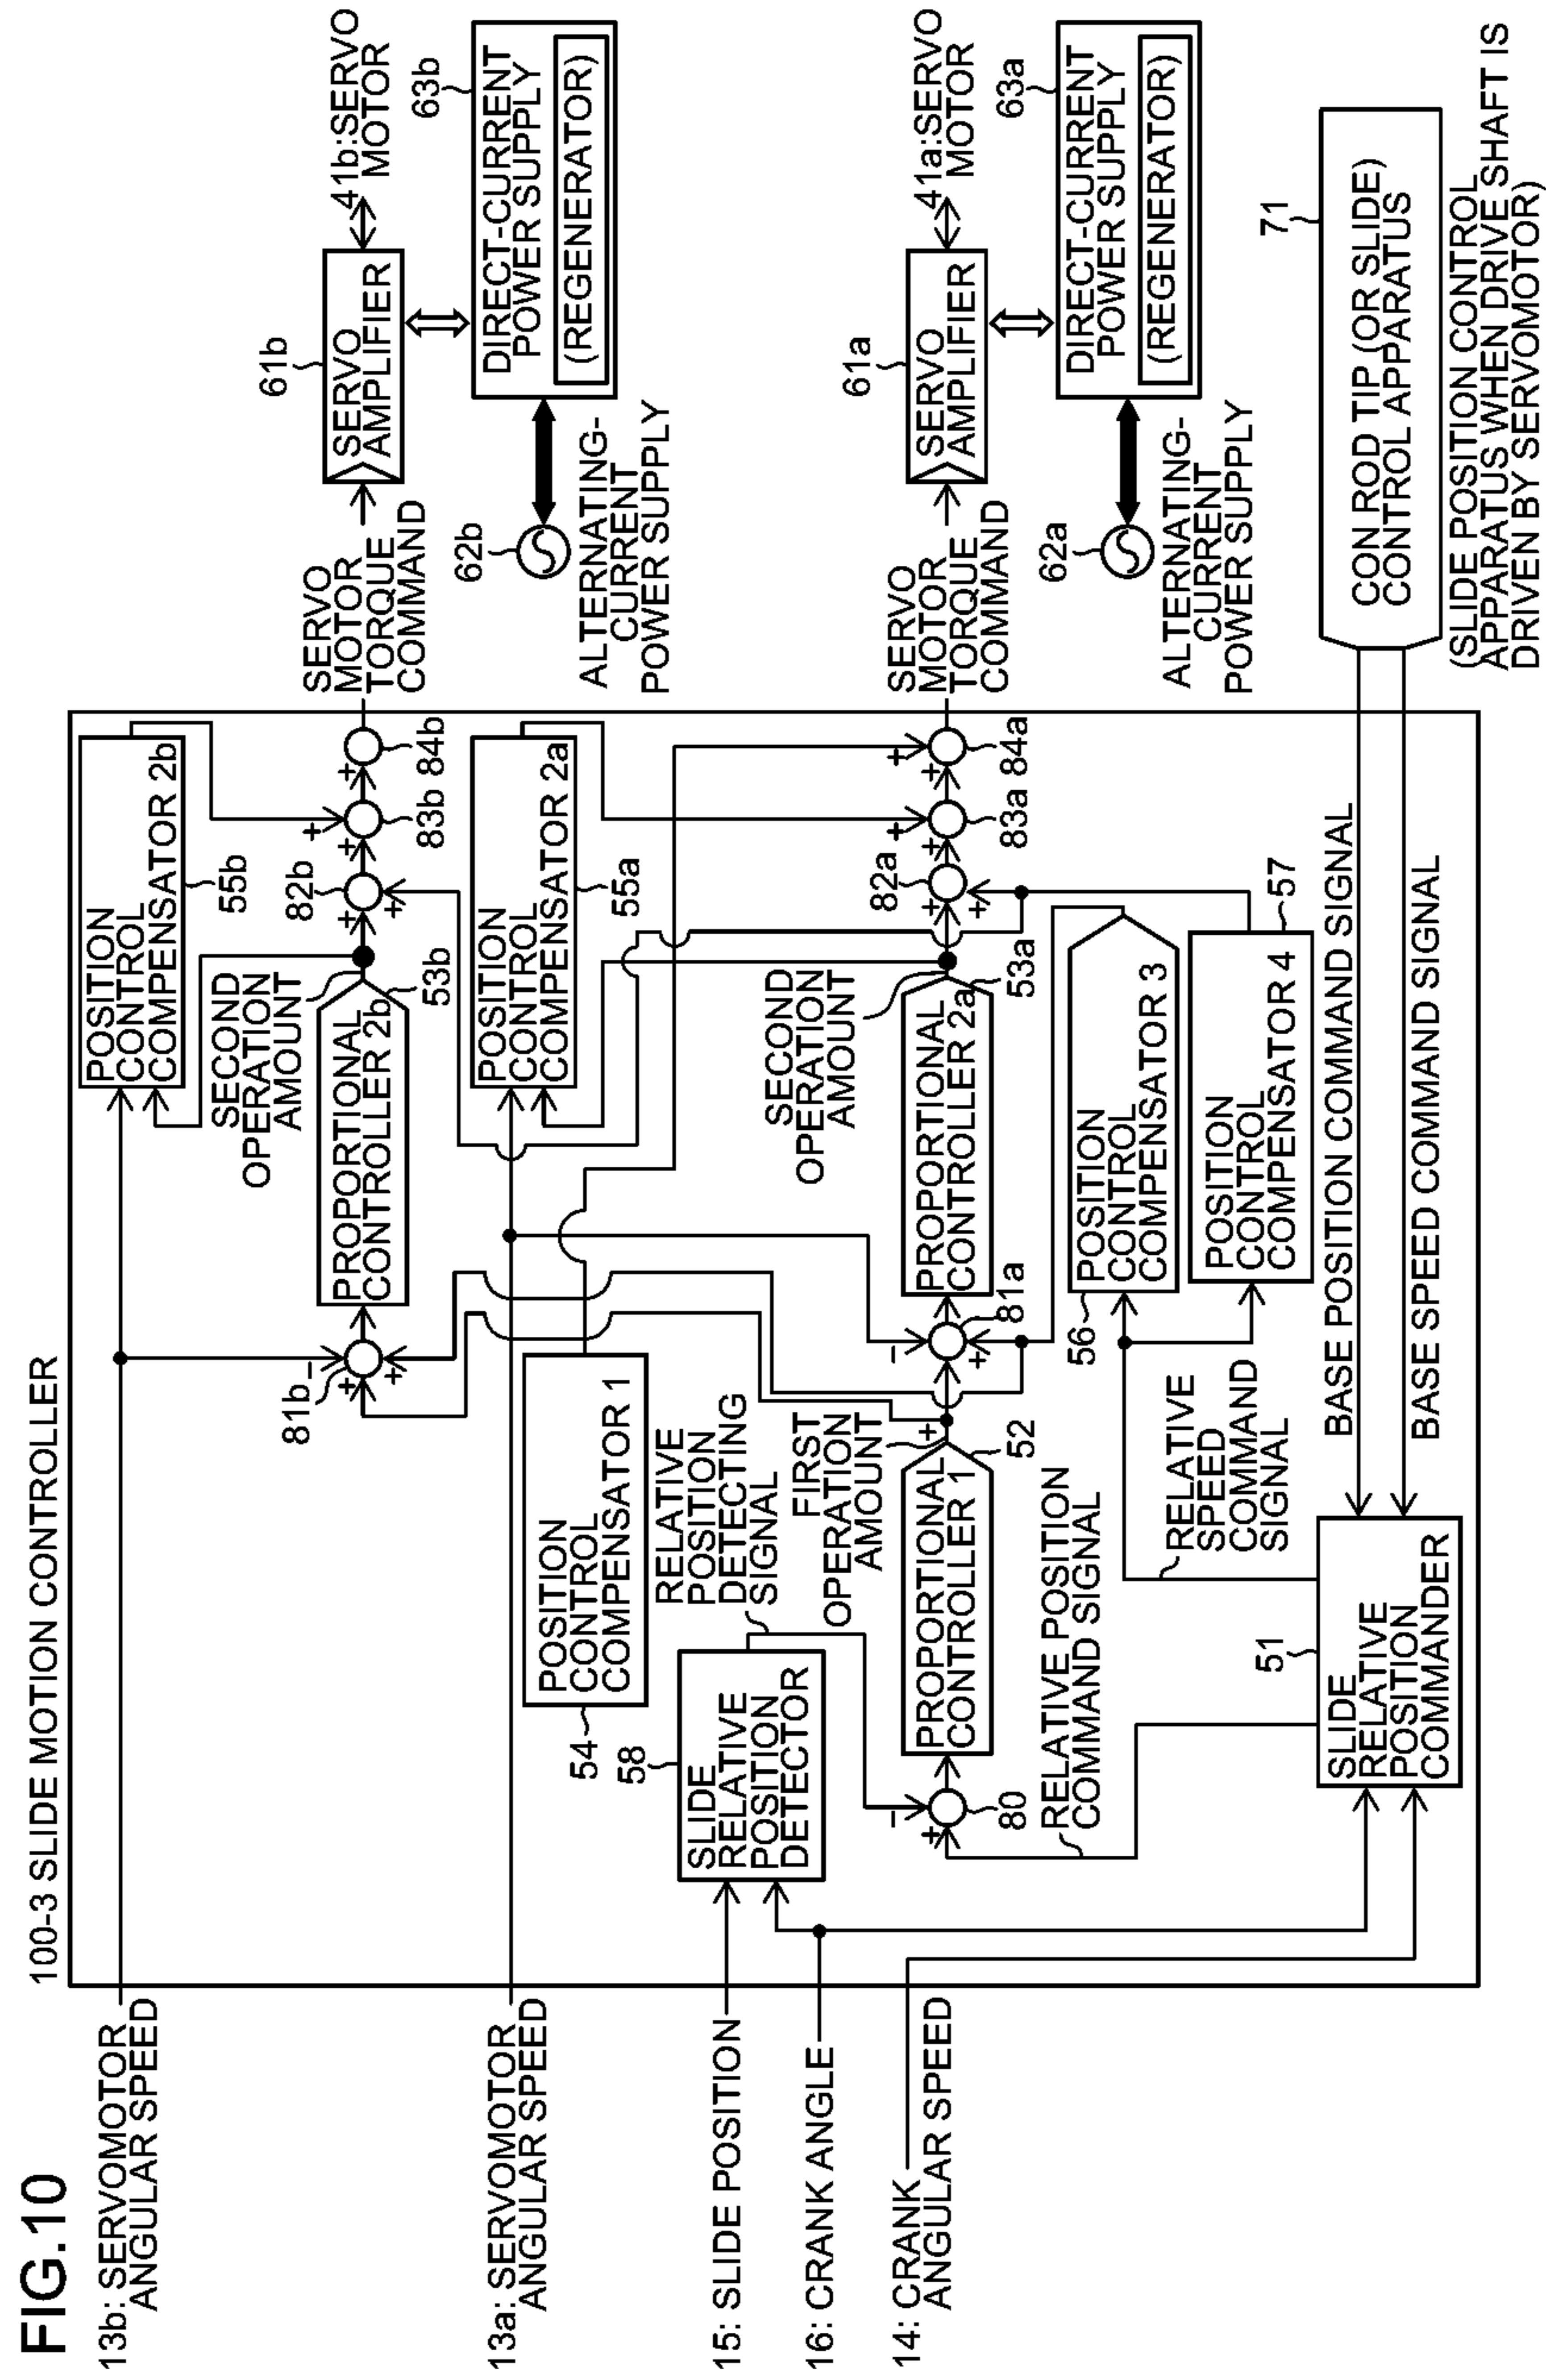 FIG.10
100-3 SLIDE MOTION CONTROLLER
13b: SERVOMOTOR
ANGULAR SPEED
13a: SERVOMOTOR
ANGULAR SPEED
15: SLIDE POSITION
16: CRANK ANGLE
14: CRANK
ANGULAR SPEED
POSITION
CONTROL
COMPENSATOR 2b
55b
SECOND
OPERATION
AMOUNT
81b
−
+
+
PROPORTIONAL
CONTROLLER 2b
53b
82b
+
+
83b
+
+
84b
+
SERVO
MOTOR
TORQUE
COMMAND
61b
SERVO
AMPLIFIER
41b:SERVO
MOTOR
63b
DIRECT-CURRENT
POWER SUPPLY
(REGENERATOR)
62b
ALTERNATING-
CURRENT
POWER SUPPLY
POSITION
CONTROL
COMPENSATOR 2a
55a
POSITION
CONTROL
COMPENSATOR 1
54
58
SLIDE
RELATIVE
POSITION
DETECTOR
RELATIVE
POSITION
DETECTING
SIGNAL
FIRST
OPERATION
AMOUNT
−
+
80
PROPORTIONAL
CONTROLLER 1
52
+
−
+
81a
SECOND
OPERATION
AMOUNT
PROPORTIONAL
CONTROLLER 2a
53a
82a
+
+
83a
+
+
84a
+
+
SERVO
MOTOR
TORQUE
COMMAND
61a
SERVO
AMPLIFIER
41a:SERVO
MOTOR
63a
DIRECT-CURRENT
POWER SUPPLY
(REGENERATOR)
62a
ALTERNATING-
CURRENT
POWER SUPPLY
RELATIVE POSITION
COMMAND SIGNAL
56
POSITION
CONTROL
COMPENSATOR 3
POSITION
CONTROL
COMPENSATOR 4
57
RELATIVE
SPEED
COMMAND
SIGNAL
51
SLIDE
RELATIVE
POSITION
COMMANDER
BASE POSITION COMMAND SIGNAL
BASE SPEED COMMAND SIGNAL
71
CON ROD TIP (OR SLIDE)
CONTROL APPARATUS
(SLIDE POSITION CONTROL
APPARATUS WHEN DRIVE SHAFT IS
DRIVEN BY SERVOMOTOR)